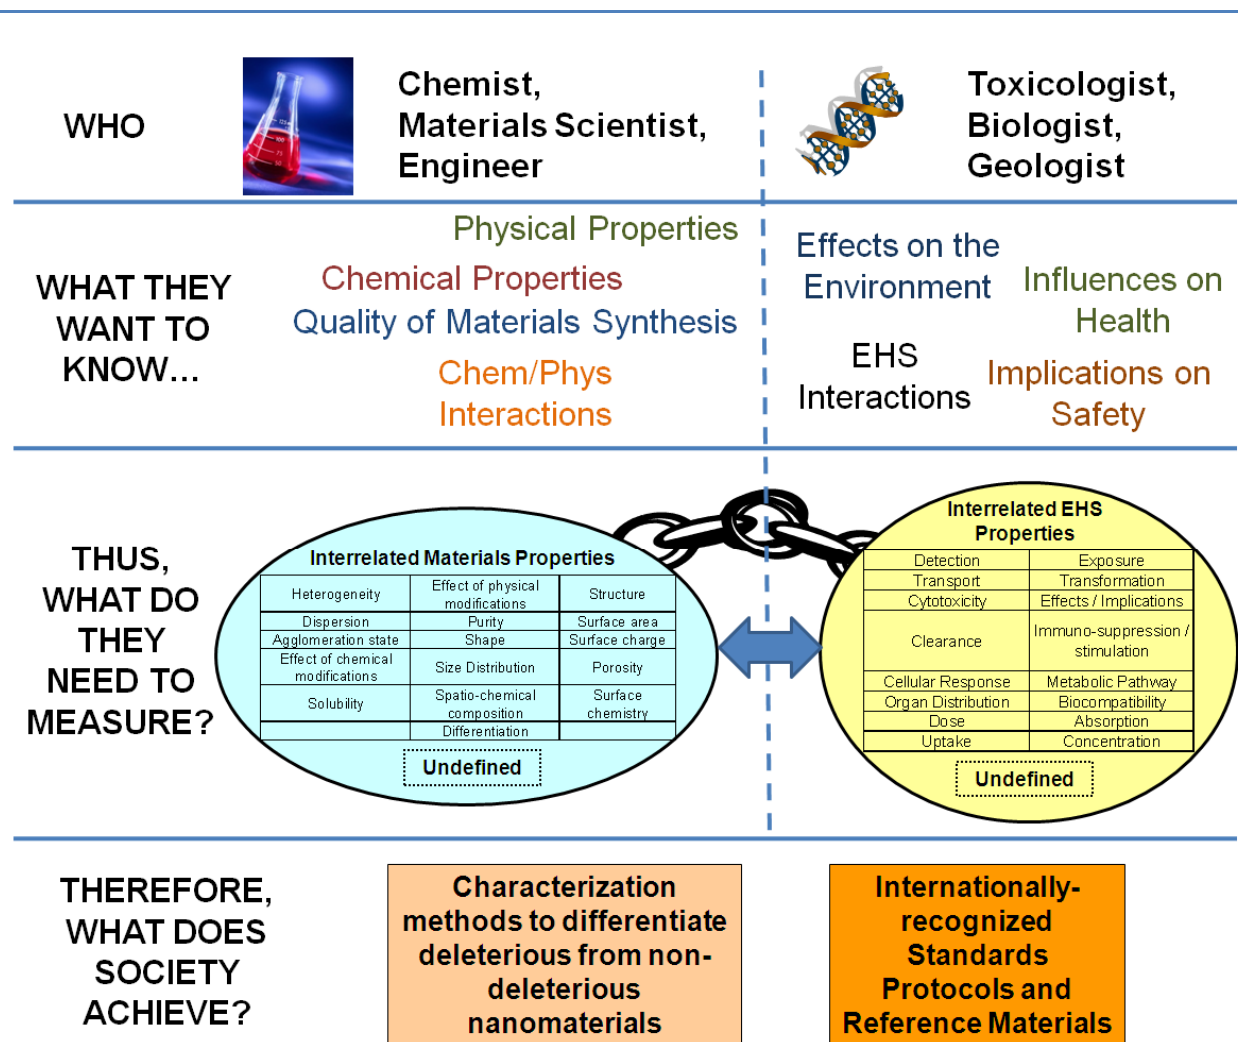 WHO
Chemist,
Materials Scientist,
Engineer
Toxicologist,
Biologist,
Geologist
WHAT THEY
WANT TO
KNOW...
Physical Properties
Chemical Properties
Quality of Materials Synthesis
Chem/Phys
Interactions
Effects on the
Environment
Influences on
Health
EHS
Interactions
Implications on
Safety
THUS,
WHAT DO
THEY
NEED TO
MEASURE?
Interrelated Materials Properties
Heterogeneity
Effect of physical
modifications
Structure
Dispersion
Purity
Surface area
Agglomeration state
Shape
Surface charge
Effect of chemical
modifications
Size Distribution
Porosity
Solubility
Spatio-chemical
composition
Surface
chemistry
Differentiation
Undefined
Interrelated EHS
Properties
Detection
Exposure
Transport
Transformation
Cytotoxicity
Effects / Implications
Clearance
Immuno-suppression /
stimulation
Cellular Response
Metabolic Pathway
Organ Distribution
Biocompatibility
Dose
Absorption
Uptake
Concentration
Undefined
THEREFORE,
WHAT DOES
SOCIETY
ACHIEVE?
Characterization
methods to differentiate
deleterious from non-
deleterious
nanomaterials
Internationally-
recognized
Standards
Protocols and
Reference Materials